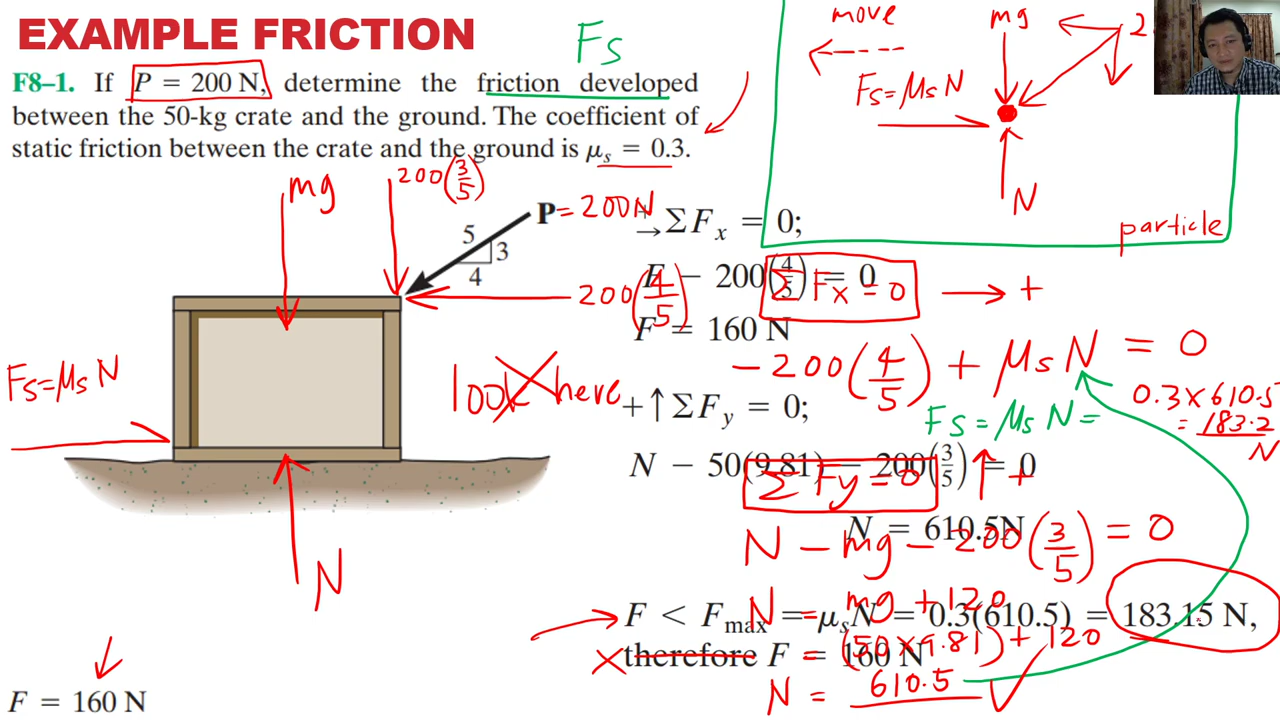 EXAMPLE FRICTION
Fs
F8–1. If P = 200 N, determine the friction developed
between the 50-kg crate and the ground. The coefficient of
static friction between the crate and the ground is μs = 0.3.
move
mg
2
Fs=μs N
N
particle
mg
200(3/5)
P = 200N
5
3
4
200(4/5)
Fs=μs N
N
look here
→+ ΣFx = 0;
F − 200(4/5) = 0
F = 160 N
ΣFx = 0 → +
− 200(4/5) + μs N = 0
0.3×610.5
= 183.2
N
+↑ΣFy = 0;
Fs = μs N =
N − 50(9.81) − 200(3/5) = 0
ΣFy = 0 ↑ +
N = 610.5N
N − mg − 200(3/5) = 0
N = mg + 120
F < Fmax = μsN = 0.3(610.5) = 183.15 N,
= (50×9.81) + 120
therefore F = 160 N
N = 610.5
F = 160 N